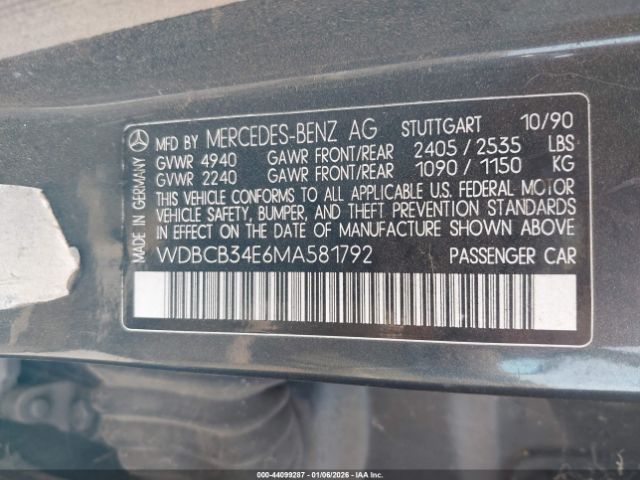 MADE IN GERMANY
MFD BY MERCEDES-BENZ AG STUTTGART 10/90
GVWR 4940 GAWR FRONT/REAR 2405 / 2535 LBS
GVWR 2240 GAWR FRONT/REAR 1090 / 1150 KG
THIS VEHICLE CONFORMS TO ALL APPLICABLE U.S. FEDERAL MOTOR
VEHICLE SAFETY, BUMPER, AND THEFT PREVENTION STANDARDS
IN EFFECT ON THE DATE OF MANUFACTURE SHOWN ABOVE
WDBCB34E6MA581792 PASSENGER CAR
000-44099287 - 01/06/2026 - © IAA Inc.